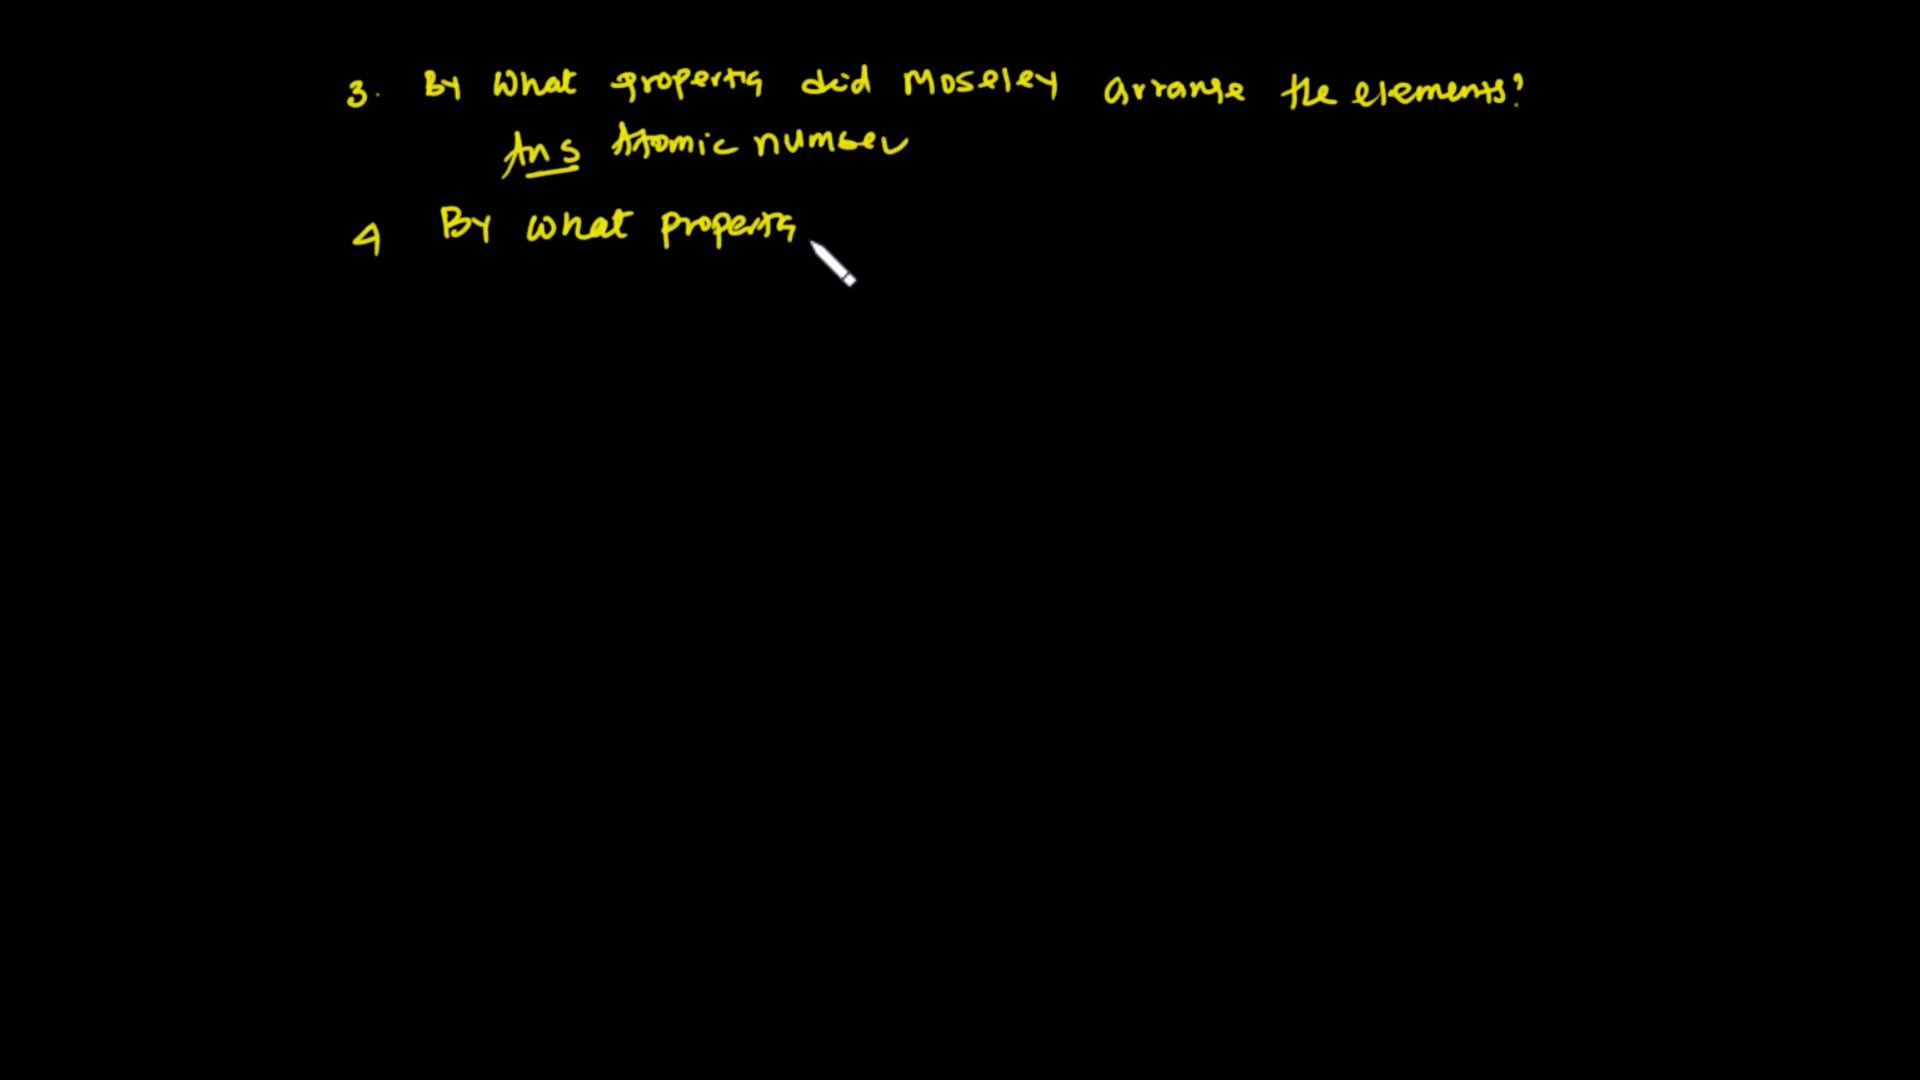 3. By What property did Moseley arrange the elements?
Ans Atomic number
4 By what property